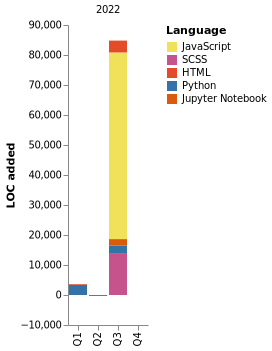 2022
90,000
80,000
70,000
60,000
50,000
40,000
30,000
20,000
10,000
0
−10,000
LOC added
Q1
Q2
Q3
Q4
Language
JavaScript
SCSS
HTML
Python
Jupyter Notebook